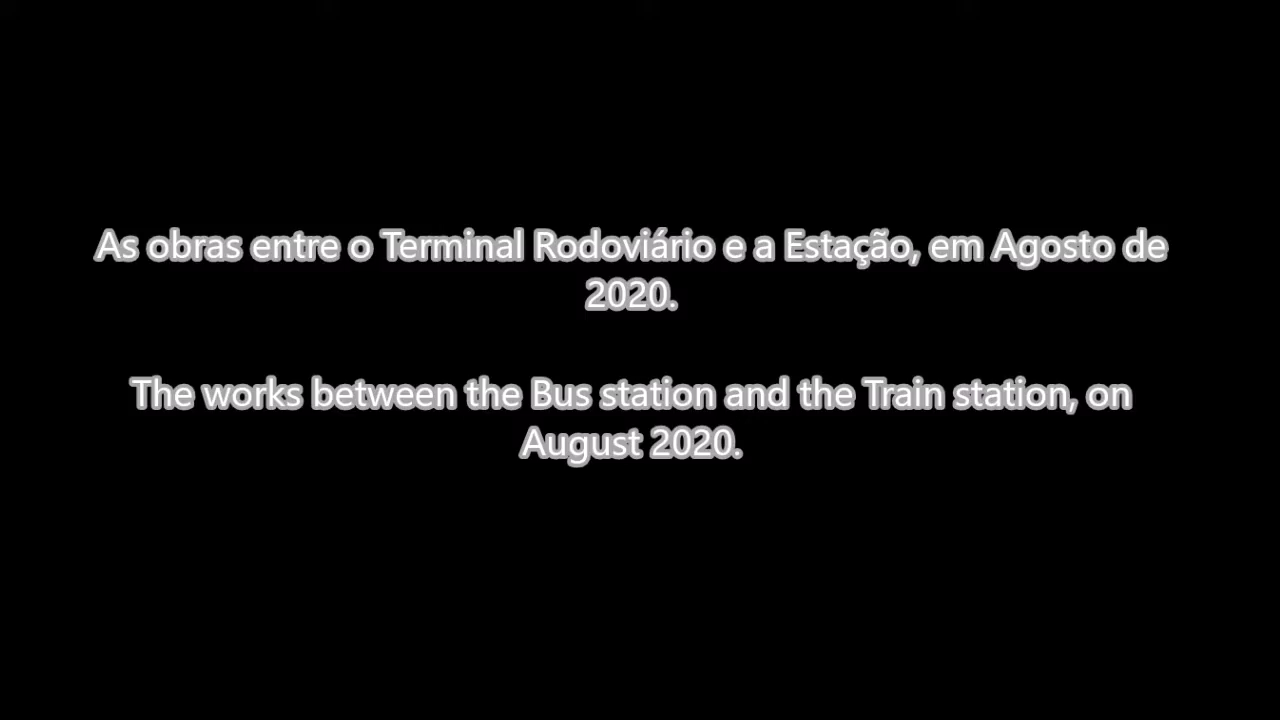 As obras entre o Terminal Rodoviário e a Estação, em Agosto de
2020.
The works between the Bus station and the Train station, on
August 2020.